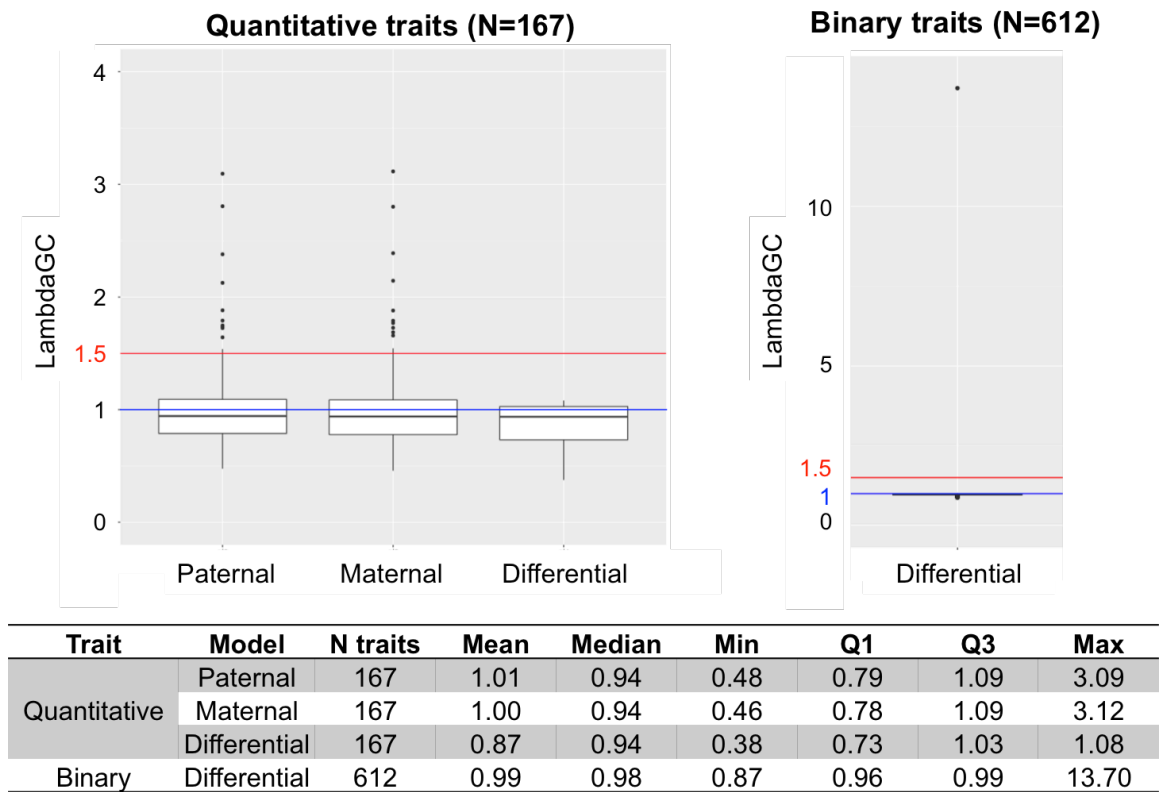 Quantitative traits (N=167)
Binary traits (N=612)
LambdaGC
4
3
2
1.5
1
0
Paternal Maternal Differential
LambdaGC
10
5
1.5
1
0
Differential
Trait Model N traits Mean Median Min Q1 Q3 Max
Quantitative
Paternal 167 1.01 0.94 0.48 0.79 1.09 3.09
Maternal 167 1.00 0.94 0.46 0.78 1.09 3.12
Differential 167 0.87 0.94 0.38 0.73 1.03 1.08
Binary Differential 612 0.99 0.98 0.87 0.96 0.99 13.70